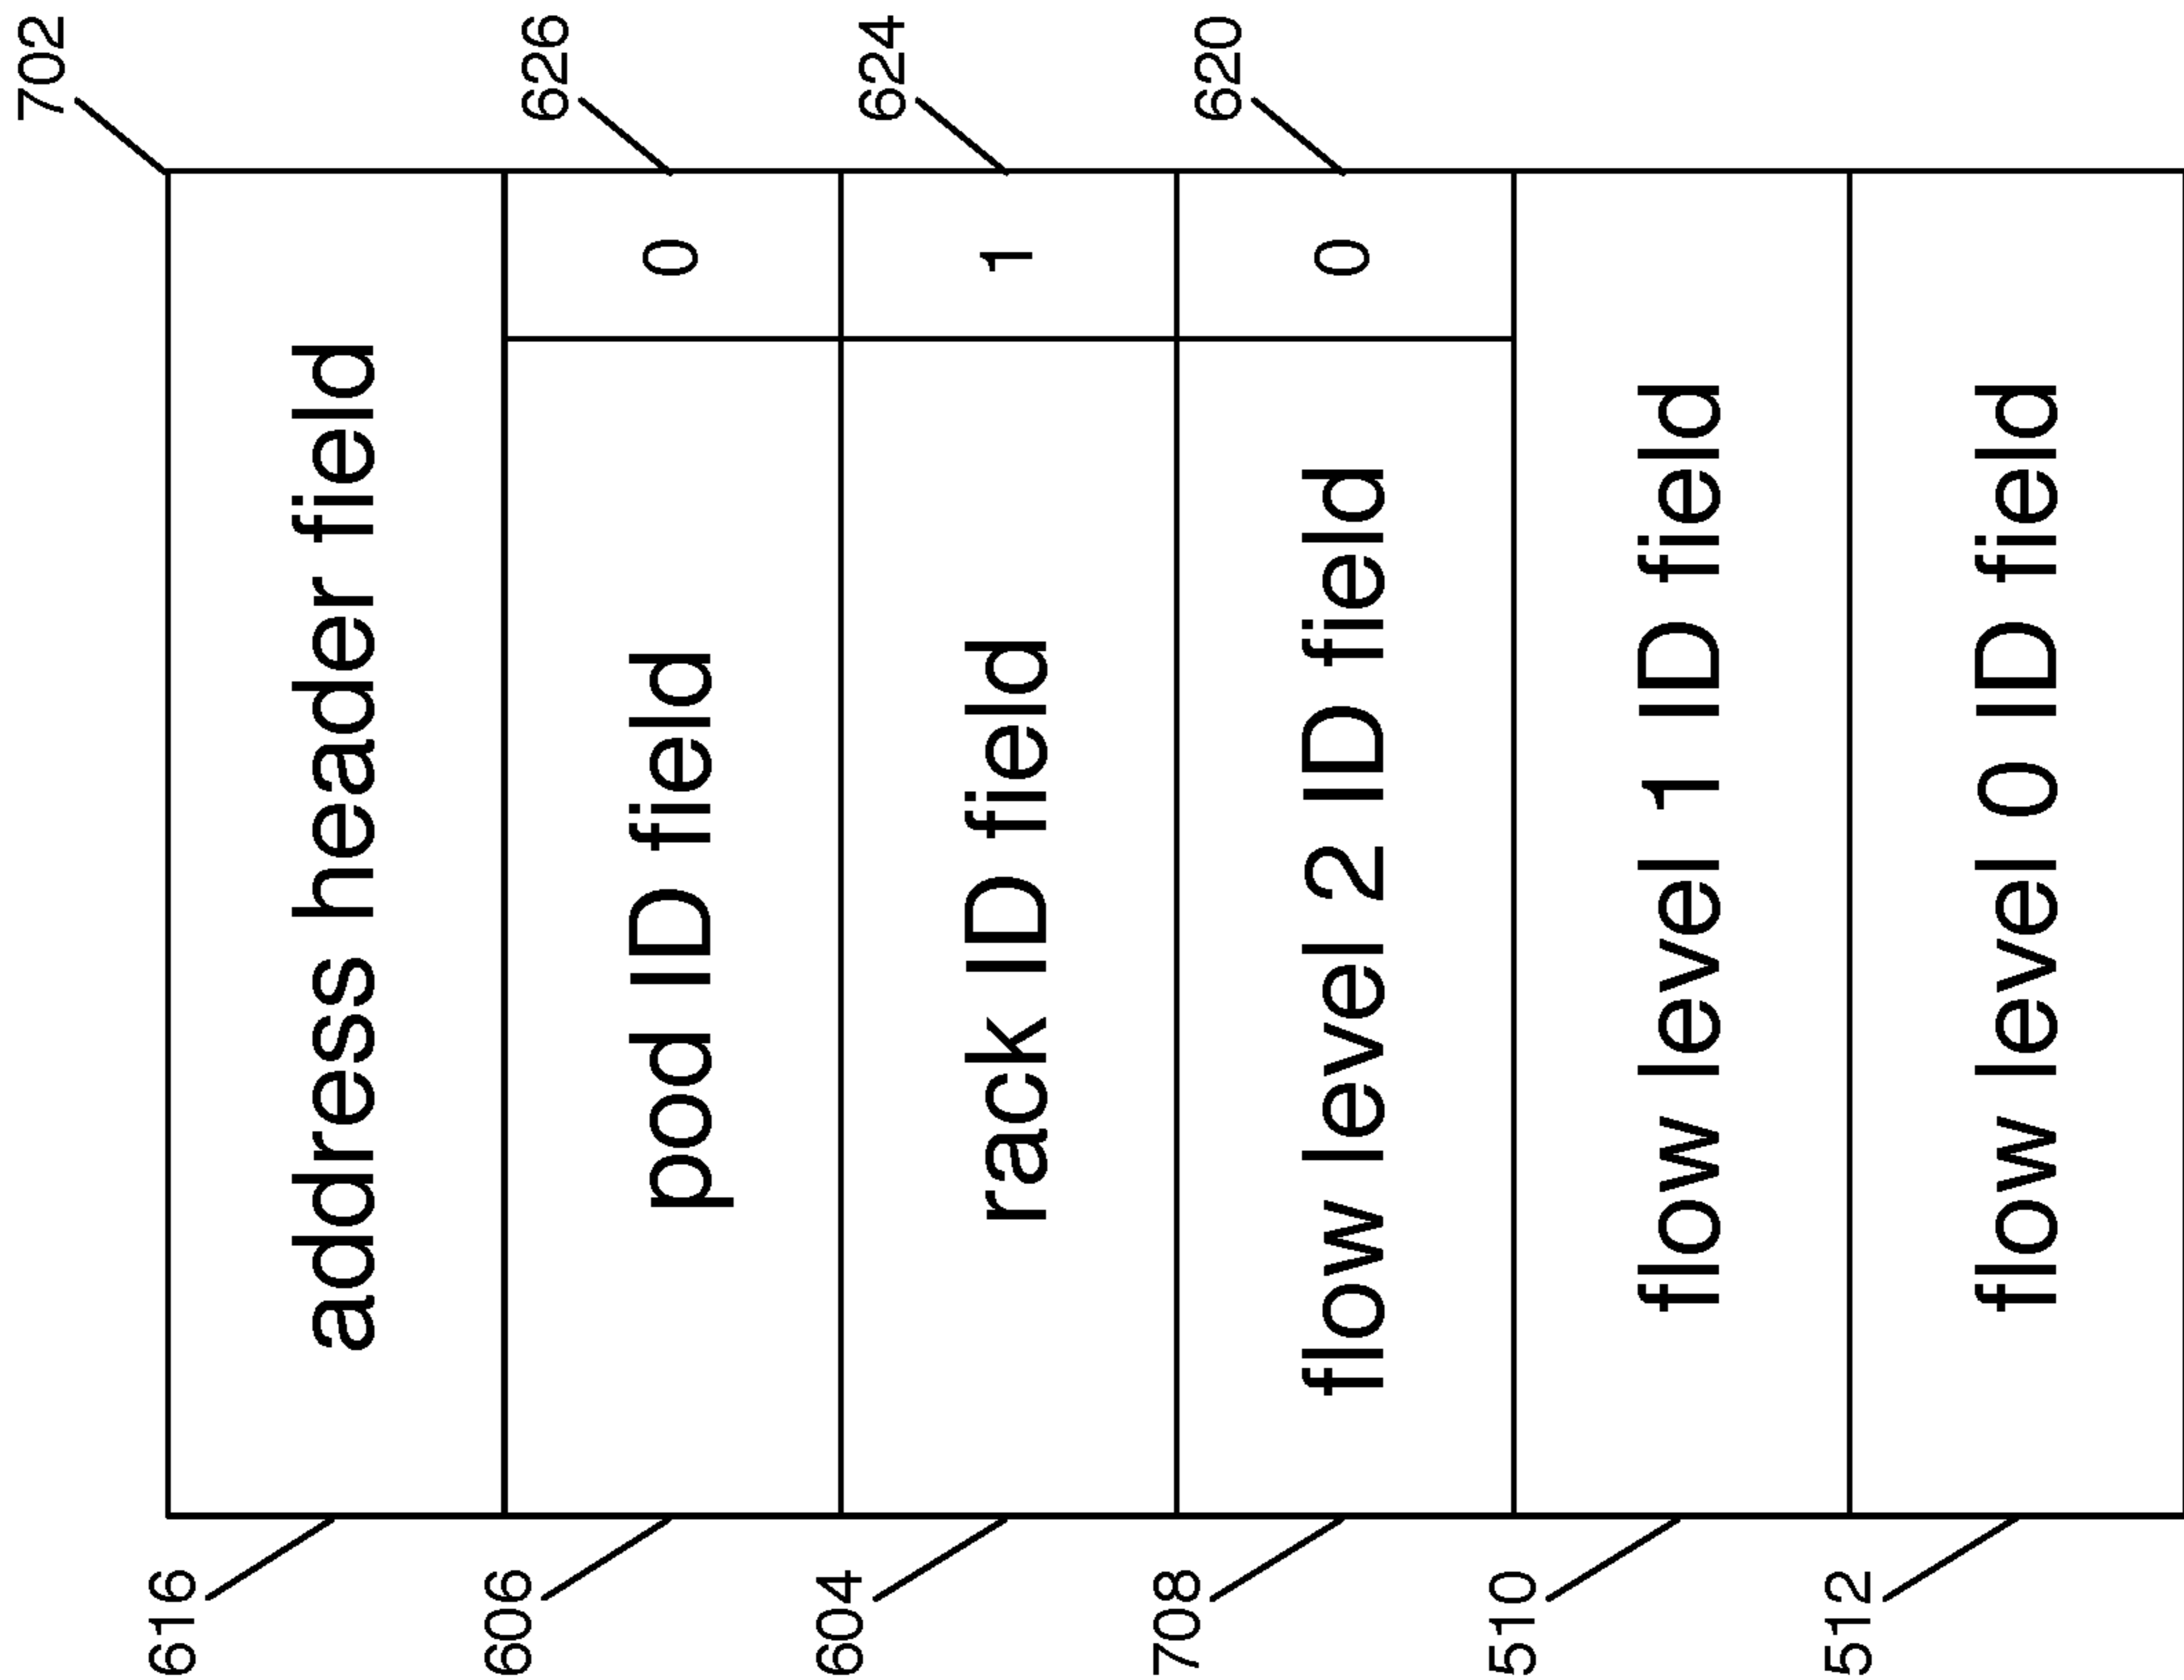 702
616
address header field
606
pod ID field
0
626
604
rack ID field
1
624
708
flow level 2 ID field
0
620
510
flow level 1 ID field
512
flow level 0 ID field